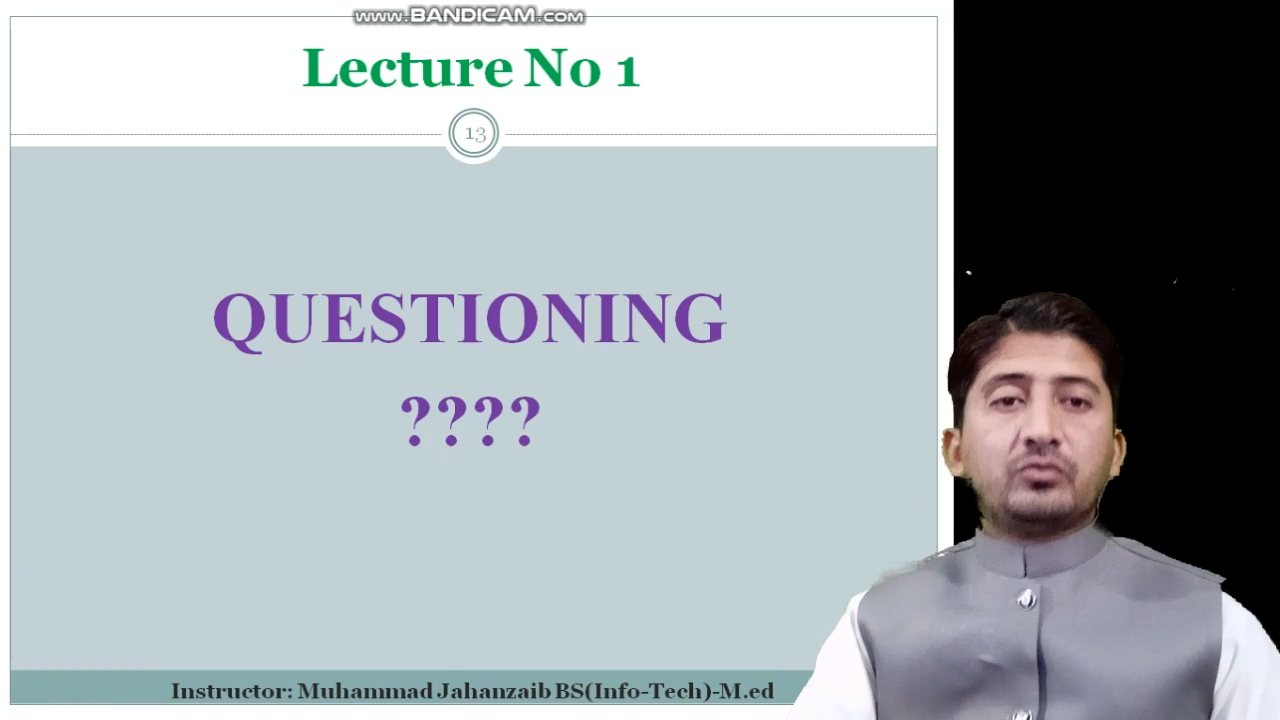 www.BANDICAM.com
Lecture No 1
13
QUESTIONING
????
Instructor: Muhammad Jahanzaib BS(Info-Tech)-M.ed